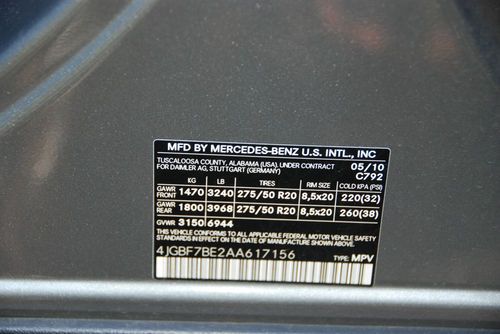 MFD BY MERCEDES-BENZ U.S. INTL., INC
TUSCALOOSA COUNTY, ALABAMA (USA), UNDER CONTRACT 05/10
FOR DAIMLER AG, STUTTGART (GERMANY) C792
KG LB TIRES RIM SIZE COLD KPA (PSI)
GAWR FRONT 1470 3240 275/50 R20 8,5x20 220(32)
GAWR REAR 1800 3968 275/50 R20 8,5x20 260(38)
GVWR 3150 6944
THIS VEHICLE CONFORMS TO ALL APPLICABLE FEDERAL MOTOR VEHICLE SAFETY AND
THEFT PREVENTION STANDARDS IN EFFECT ON THE DATE OF MANUFACTURE SHOWN ABOVE.
4JGBF7BE2AA617156 TYPE: MPV